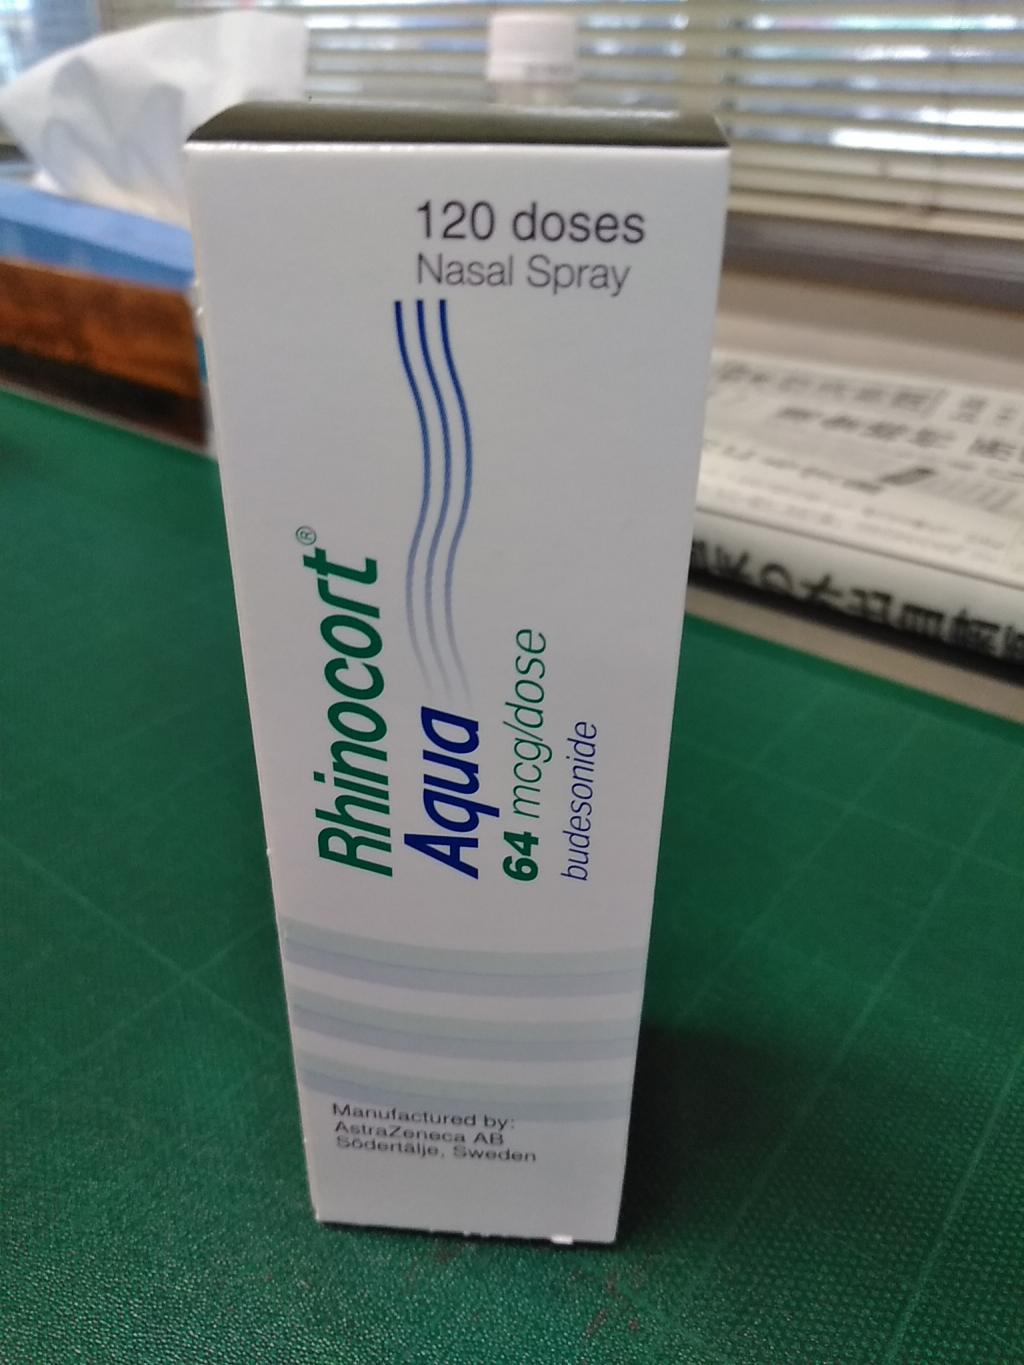 120 doses
Nasal Spray
Rhinocort®
Aqua
64 mcg/dose
budesonide
Manufactured by:
AstraZeneca AB
Södertälje, Sweden